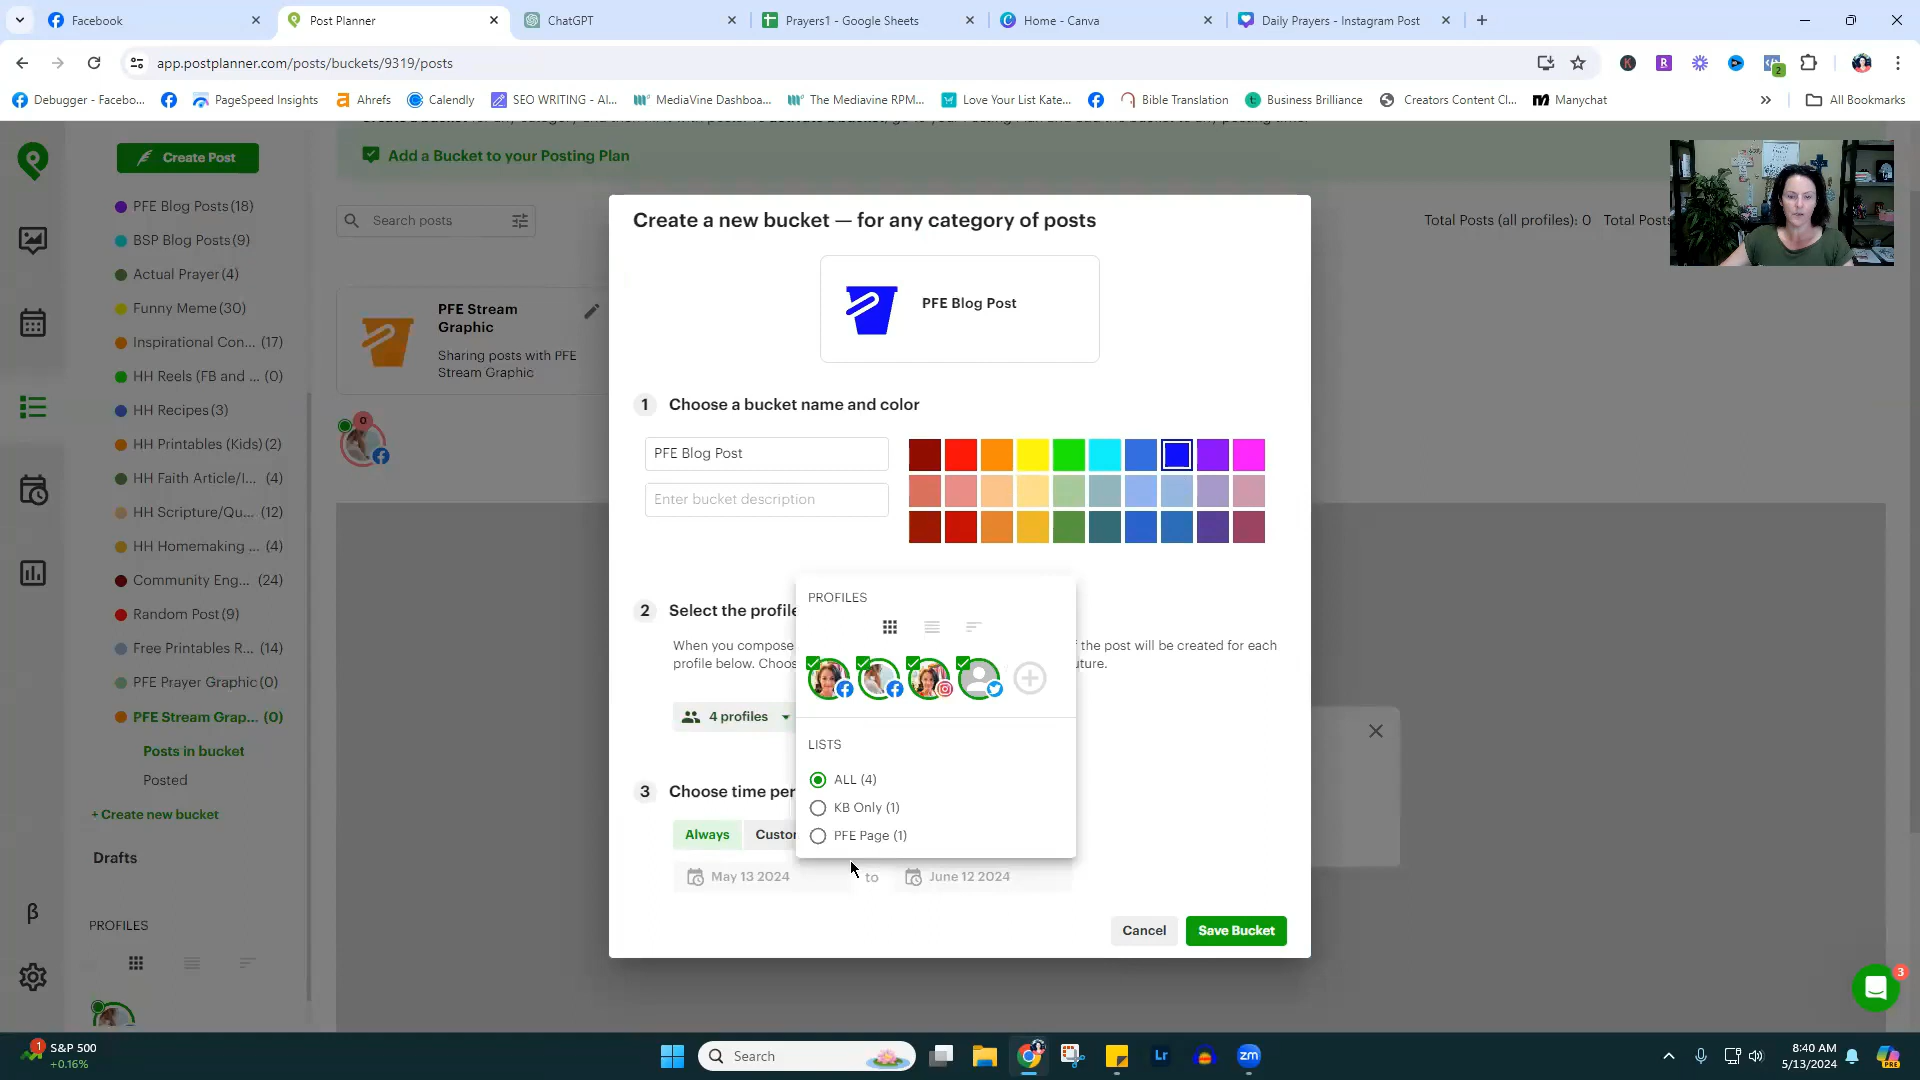 Facebook
Post Planner
ChatGPT
Prayers1 - Google Sheets
Home - Canva
Daily Prayers - Instagram Post
app.postplanner.com/posts/buckets/9319/posts
Debugger - Facebo...
PageSpeed Insights
Ahrefs
Calendly
SEO WRITING - AI...
MediaVine Dashboa...
The Mediavine RPM...
Love Your List Kate...
Bible Translation
Business Brilliance
Creators Content Cl...
Manychat
All Bookmarks
Create Post
Add a Bucket to your Posting Plan
Search posts
Total Posts (all profiles): 0 Total Posts
PFE Blog Posts (18)
BSP Blog Posts (9)
Actual Prayer (4)
Funny Meme (30)
Inspirational Con... (17)
HH Reels (FB and ... (0)
HH Recipes (3)
HH Printables (Kids) (2)
HH Faith Article/I... (4)
HH Scripture/Qu... (12)
HH Homemaking ... (4)
Community Eng... (24)
Random Post (9)
Free Printables R... (14)
PFE Prayer Graphic (0)
PFE Stream Grap... (0)
Posts in bucket
Posted
+ Create new bucket
Drafts
PROFILES
PFE Stream
Graphic
Sharing posts with PFE
Stream Graphic
0
Create a new bucket — for any category of posts
PFE Blog Post
1 Choose a bucket name and color
PFE Blog Post
Enter bucket description
2 Select the profile
When you compose
the post will be created for each
profile below. Choos
ture.
4 profiles
PROFILES
LISTS
ALL (4)
KB Only (1)
PFE Page (1)
3 Choose time per
Always
Custom
May 13 2024 to June 12 2024
Cancel
Save Bucket
3
β
1
S&P 500
+0.16%
Search
Lr
zm
8:40 AM
5/13/2024
PRE